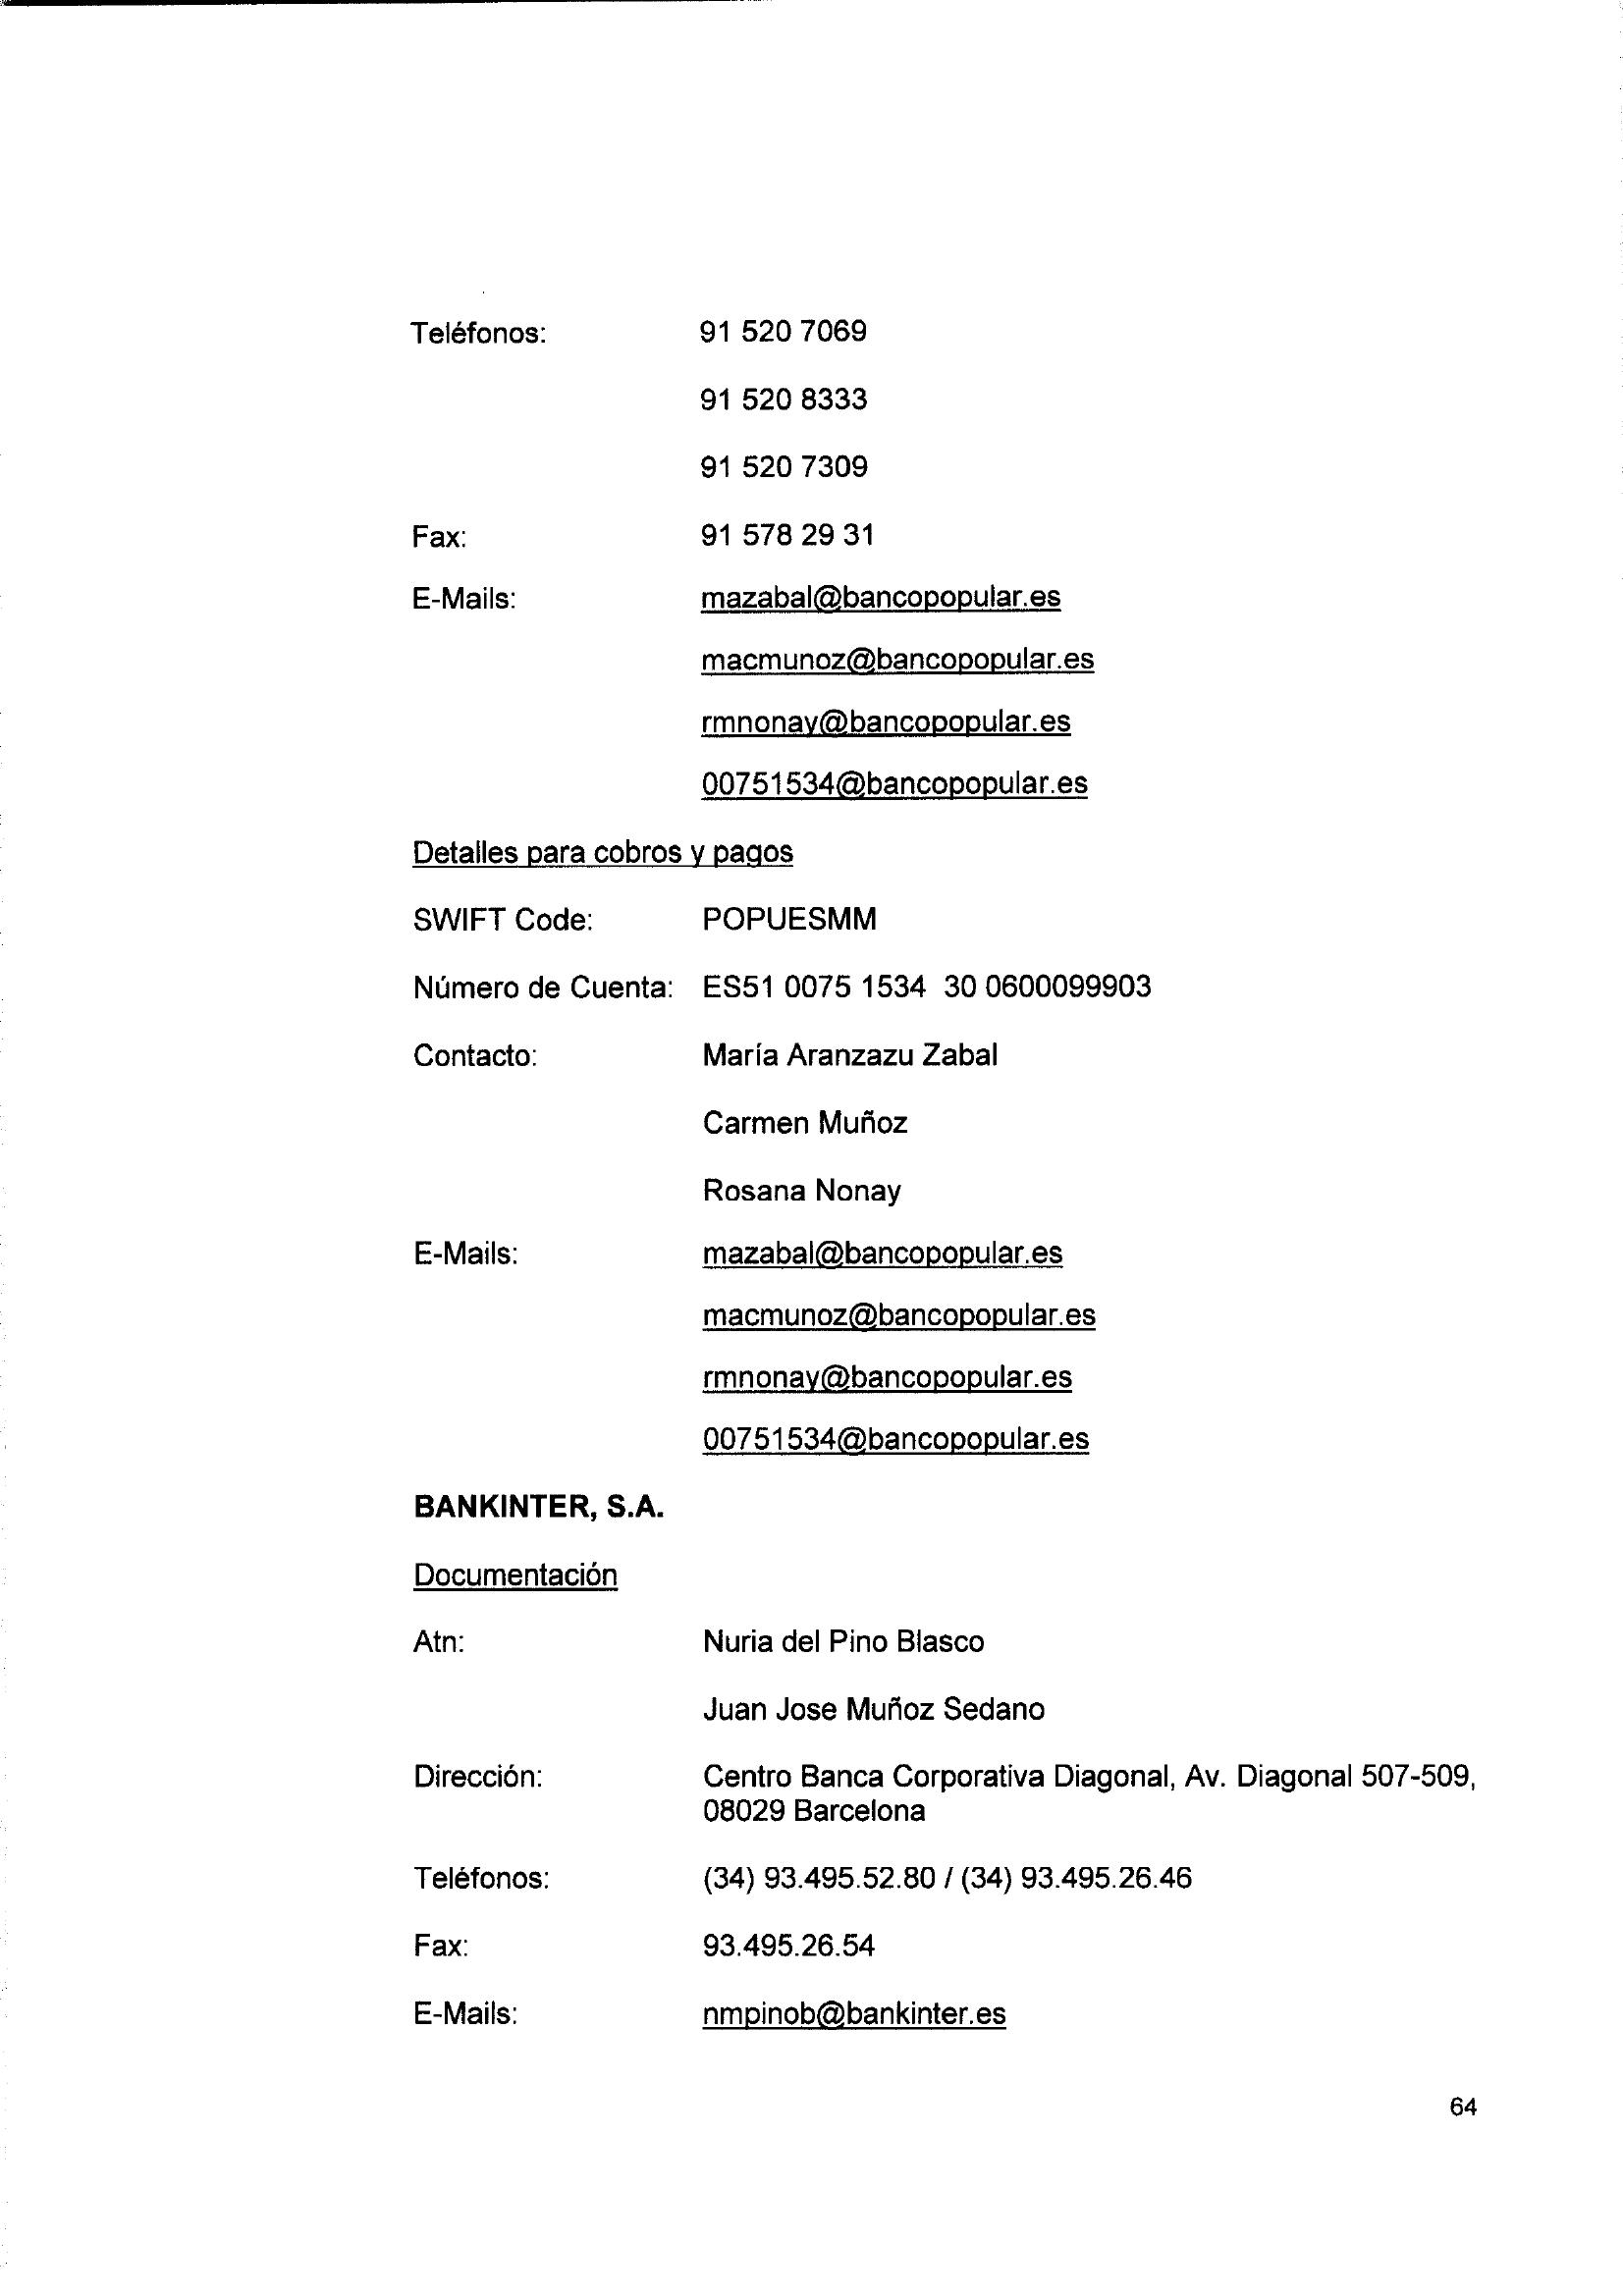 Teléfonos: 91 520 7069
91 520 8333
91 520 7309
Fax: 91 578 29 31
E-Mails: mazabal@bancopopular.es
macmunoz@bancopopular.es
rmnonay@bancopopular.es
00751534@bancopopular.es
Detalles para cobros y pagos
SWIFT Code: POPUESMM
Número de Cuenta: ES51 0075 1534 30 0600099903
Contacto: María Aranzazu Zabal
Carmen Muñoz
Rosana Nonay
E-Mails: mazabal@bancopopular.es
macmunoz@bancopopular.es
rmnonay@bancopopular.es
00751534@bancopopular.es
BANKINTER, S.A.
Documentación
Atn: Nuria del Pino Blasco
Juan Jose Muñoz Sedano
Dirección: Centro Banca Corporativa Diagonal, Av. Diagonal 507-509,
08029 Barcelona
Teléfonos: (34) 93.495.52.80 / (34) 93.495.26.46
Fax: 93.495.26.54
E-Mails: nmpinob@bankinter.es
64